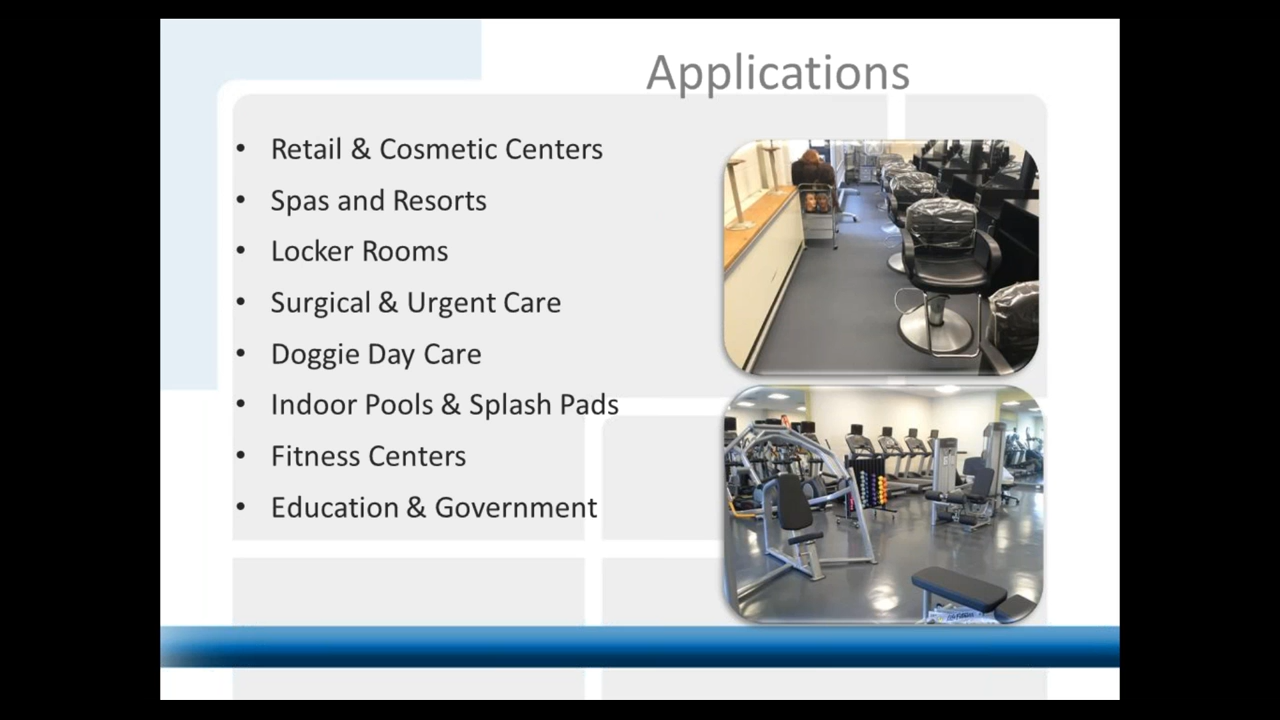 Applications
• Retail & Cosmetic Centers
• Spas and Resorts
• Locker Rooms
• Surgical & Urgent Care
• Doggie Day Care
• Indoor Pools & Splash Pads
• Fitness Centers
• Education & Government